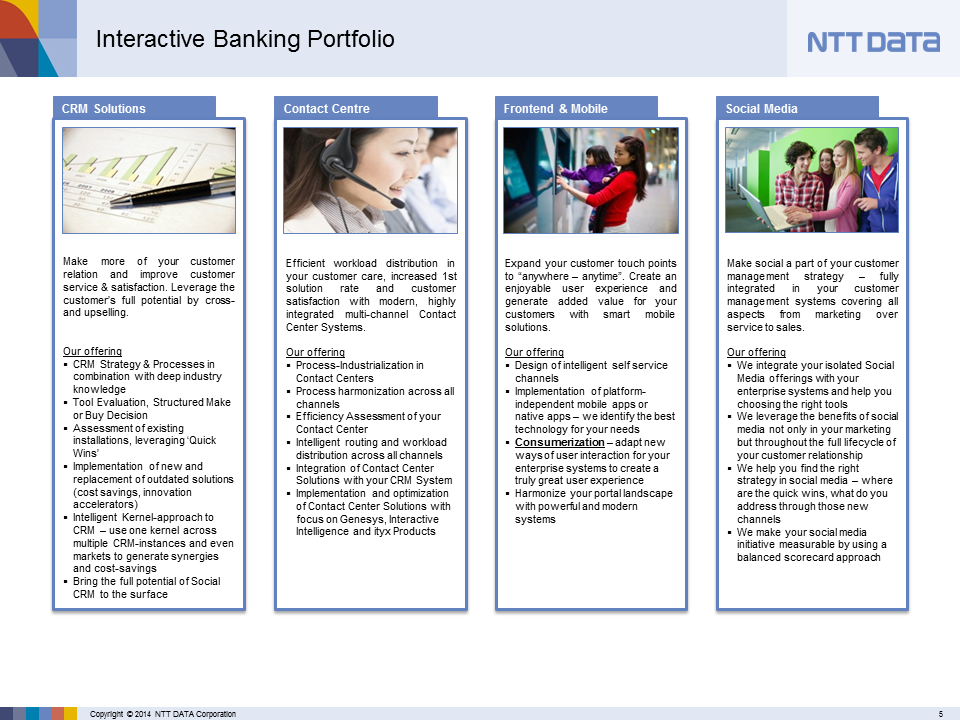 Interactive Banking Portfolio
NTT DATA
CRM Solutions
Make more of your customer
relation and improve customer
service & satisfaction. Leverage the
customer's full potential by cross-
and upselling.
Our offering
▪ CRM Strategy & Processes in
combination with deep industry
knowledge
▪ Tool Evaluation, Structured Make
or Buy Decision
▪ Assessment of existing
installations, leveraging ‘Quick
Wins’
▪ Implementation of new and
replacement of outdated solutions
(cost savings, innovation
accelerators)
▪ Intelligent Kernel-approach to
CRM – use one kernel across
multiple CRM-instances and even
markets to generate synergies
and cost-savings
▪ Bring the full potential of Social
CRM to the surface
Contact Centre
Efficient workload distribution in
your customer care, increased 1st
solution rate and customer
satisfaction with modern, highly
integrated multi-channel Contact
Center Systems.
Our offering
▪ Process-Industrialization in
Contact Centers
▪ Process harmonization across all
channels
▪ Efficiency Assessment of your
Contact Center
▪ Intelligent routing and workload
distribution across all channels
▪ Integration of Contact Center
Solutions with your CRM System
▪ Implementation and optimization
of Contact Center Solutions with
focus on Genesys, Interactive
Intelligence and ityx Products
Frontend & Mobile
Expand your customer touch points
to “anywhere – anytime”. Create an
enjoyable user experience and
generate added value for your
customers with smart mobile
solutions.
Our offering
▪ Design of intelligent self service
channels
▪ Implementation of platform-
independent mobile apps or
native apps – we identify the best
technology for your needs
▪ Consumerization – adapt new
ways of user interaction for your
enterprise systems to create a
truly great user experience
▪ Harmonize your portal landscape
with powerful and modern
systems
Social Media
Make social a part of your customer
management strategy – fully
integrated in your customer
management systems covering all
aspects from marketing over
service to sales.
Our offering
▪ We integrate your isolated Social
Media offerings with your
enterprise systems and help you
choosing the right tools
▪ We leverage the benefits of social
media not only in your marketing
but throughout the full lifecycle of
your customer relationship
▪ We help you find the right
strategy in social media – where
are the quick wins, what do you
address through those new
channels
▪ We make your social media
initiative measurable by using a
balanced scorecard approach
Copyright © 2014 NTT DATA Corporation
5